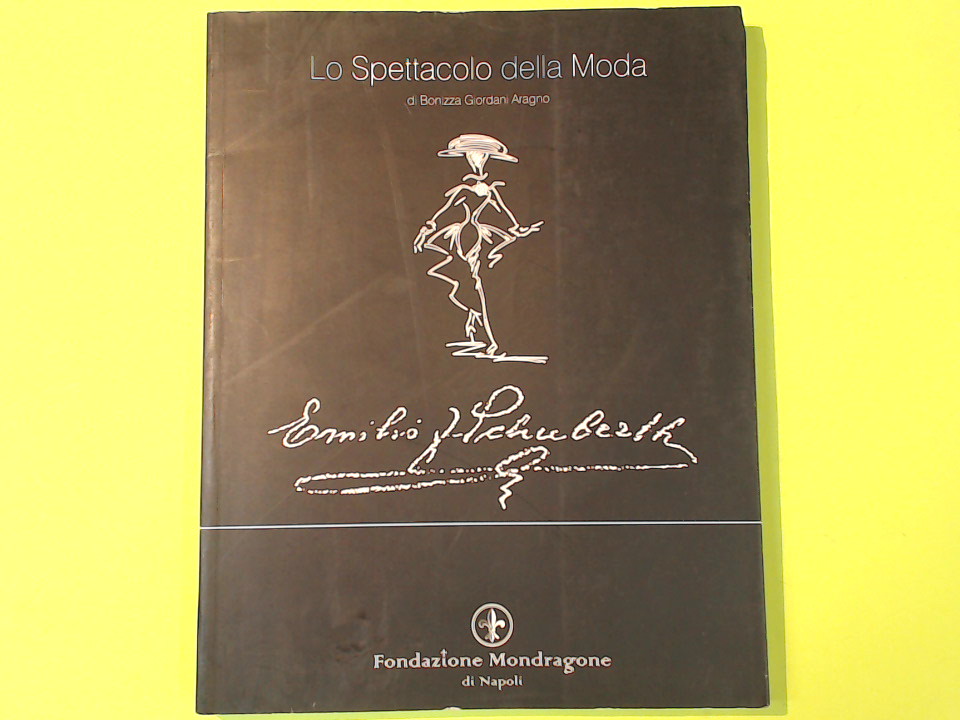 Lo Spettacolo della Moda
di Bonizza Giordani Aragno
Emilio F. Schuberth
Fondazione Mondragone
di Napoli